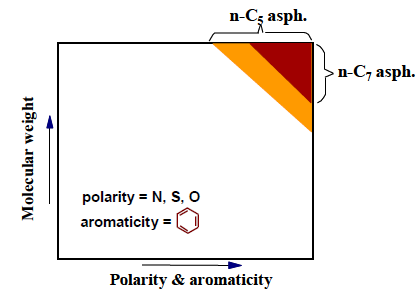 n-C₅ asph.
n-C₇ asph.
Molecular weight
polarity = N, S, O
aromaticity =
Polarity & aromaticity